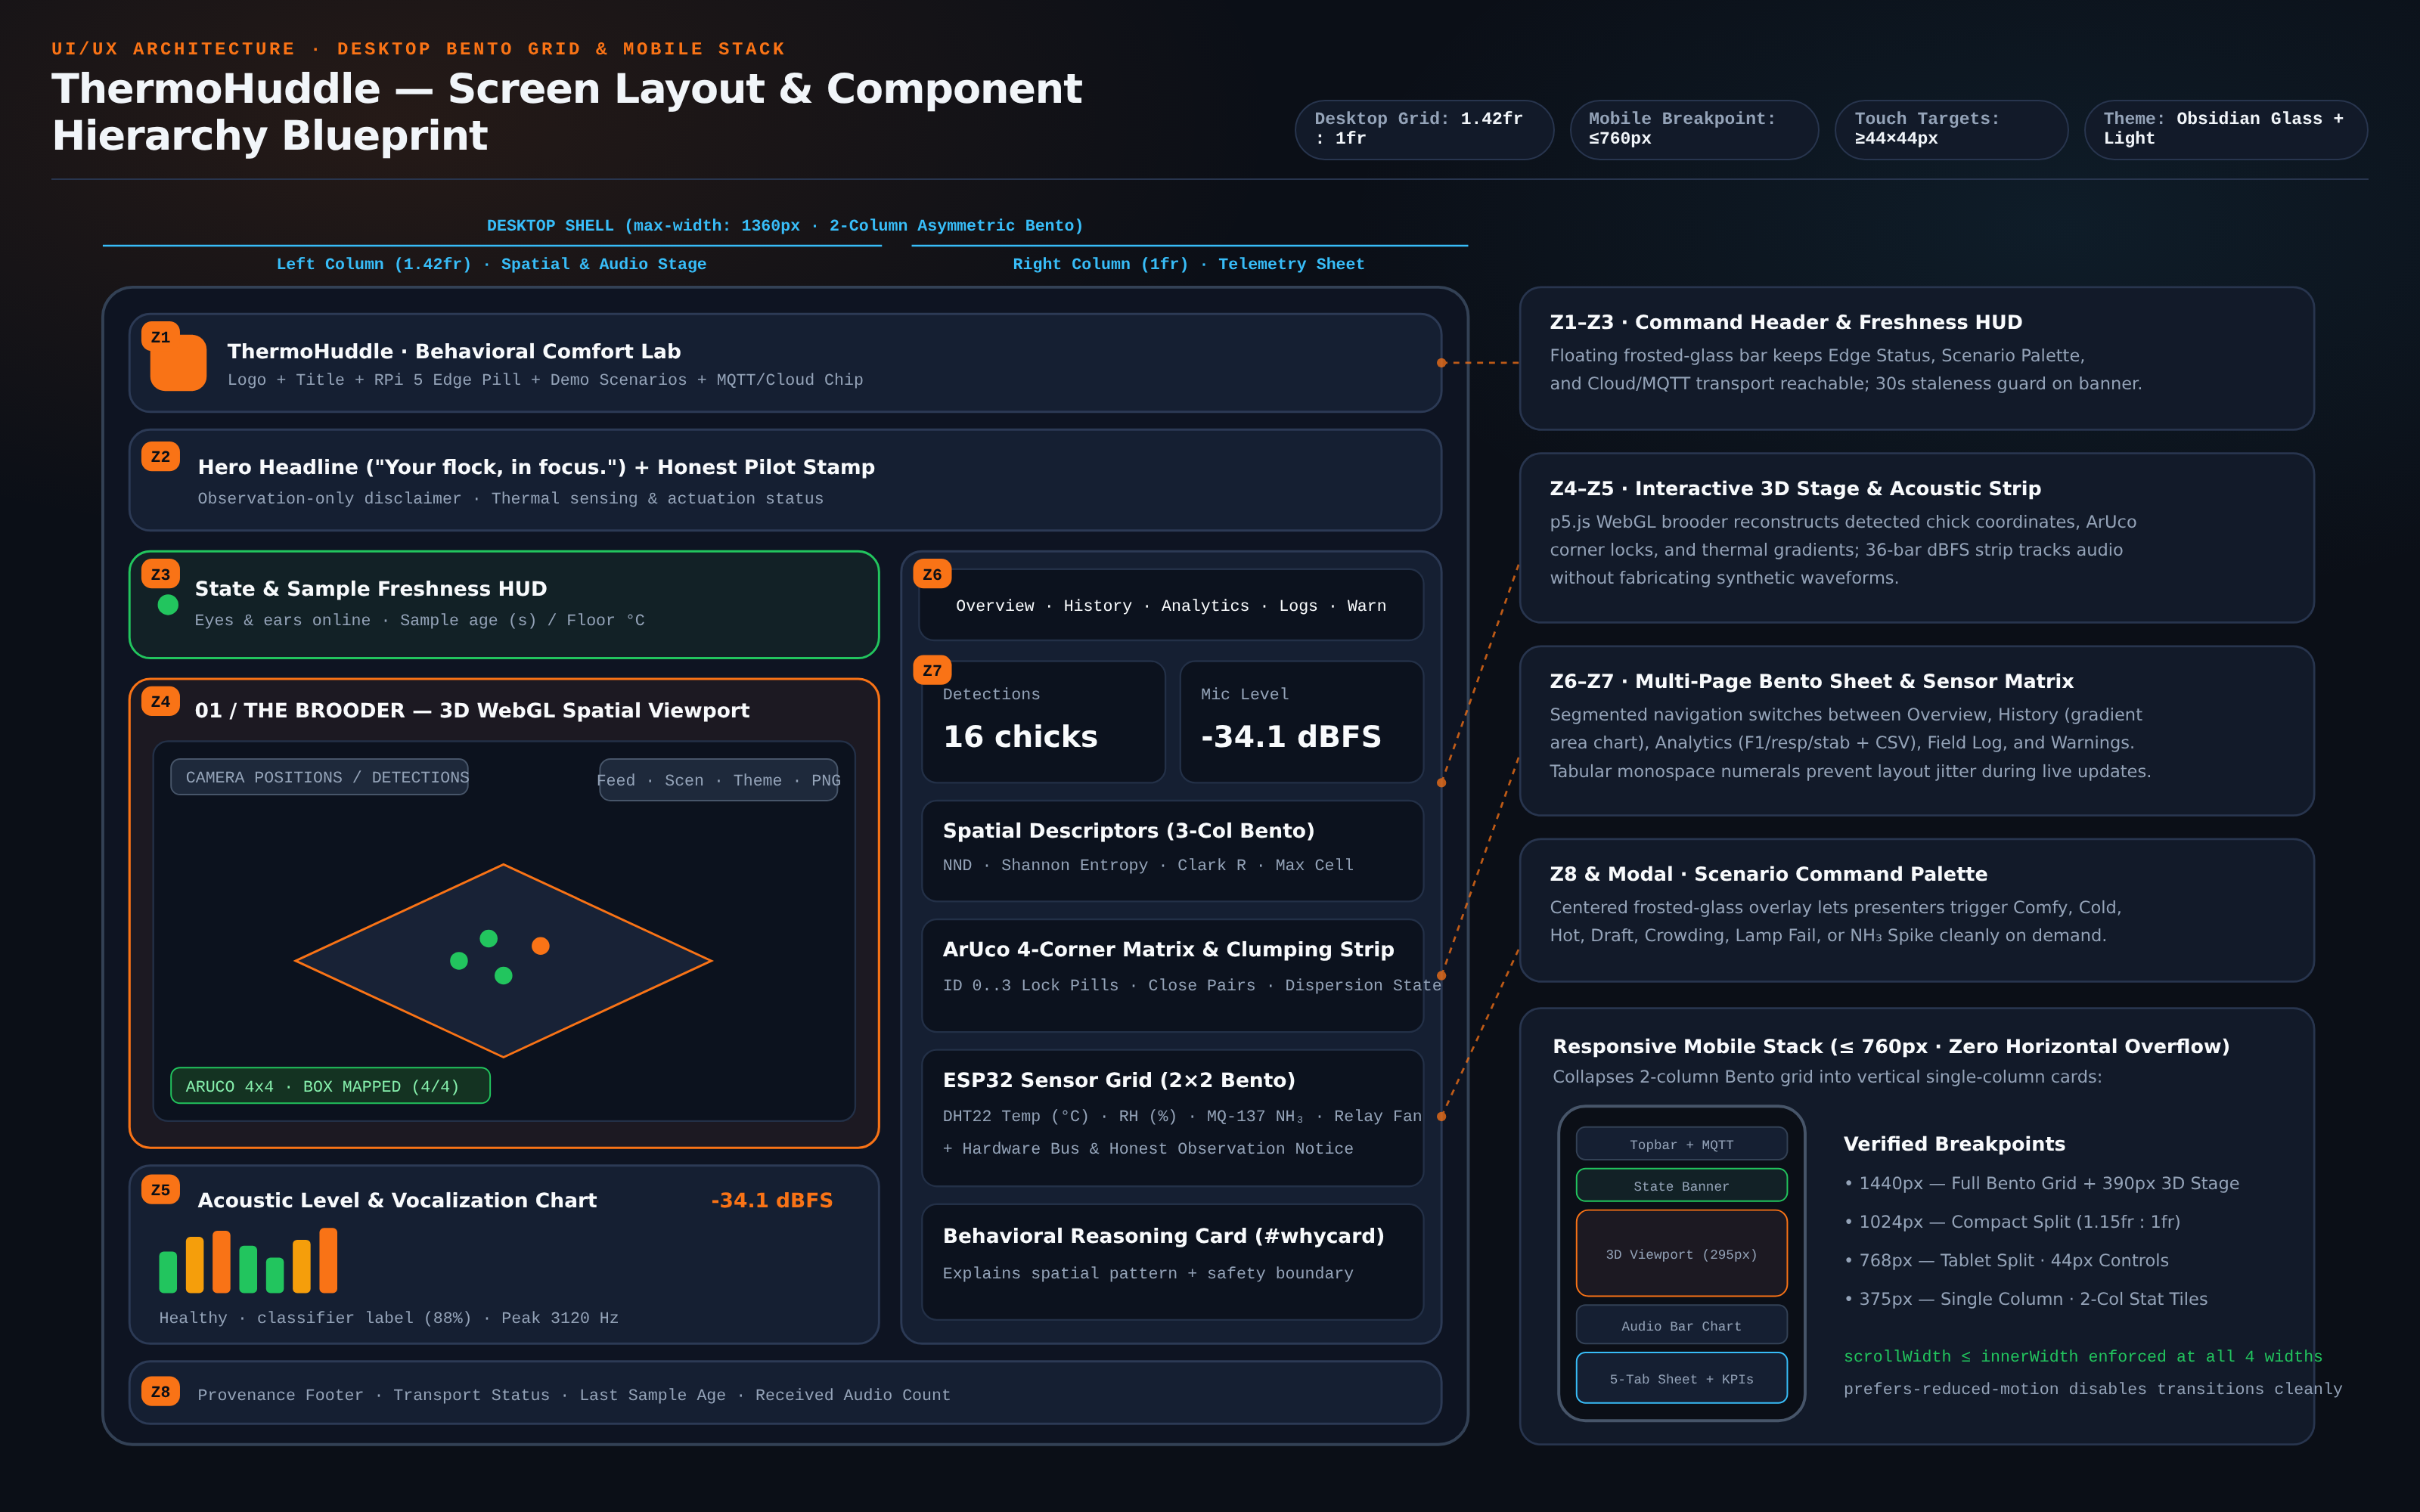 UI/UX ARCHITECTURE · DESKTOP BENTO GRID & MOBILE STACK
ThermoHuddle — Screen Layout & Component
Hierarchy Blueprint
Desktop Grid: 1.42fr
: 1fr
Mobile Breakpoint:
≤760px
Touch Targets:
≥44×44px
Theme: Obsidian Glass +
Light
DESKTOP SHELL (max-width: 1360px · 2-Column Asymmetric Bento)
Left Column (1.42fr) · Spatial & Audio Stage
Right Column (1fr) · Telemetry Sheet
Z1
ThermoHuddle · Behavioral Comfort Lab
Logo + Title + RPi 5 Edge Pill + Demo Scenarios + MQTT/Cloud Chip
Z2
Hero Headline ("Your flock, in focus.") + Honest Pilot Stamp
Observation-only disclaimer · Thermal sensing & actuation status
Z3
State & Sample Freshness HUD
Eyes & ears online · Sample age (s) / Floor °C
Z4
01 / THE BROODER — 3D WebGL Spatial Viewport
CAMERA POSITIONS / DETECTIONS
Feed · Scen · Theme · PNG
ARUCO 4x4 · BOX MAPPED (4/4)
Z5
Acoustic Level & Vocalization Chart
-34.1 dBFS
Healthy · classifier label (88%) · Peak 3120 Hz
Z6
Overview · History · Analytics · Logs · Warn
Z7
Detections
16 chicks
Mic Level
-34.1 dBFS
Spatial Descriptors (3-Col Bento)
NND · Shannon Entropy · Clark R · Max Cell
ArUco 4-Corner Matrix & Clumping Strip
ID 0..3 Lock Pills · Close Pairs · Dispersion State
ESP32 Sensor Grid (2×2 Bento)
DHT22 Temp (°C) · RH (%) · MQ-137 NH₃ · Relay Fan
+ Hardware Bus & Honest Observation Notice
Behavioral Reasoning Card (#whycard)
Explains spatial pattern + safety boundary
Z8
Provenance Footer · Transport Status · Last Sample Age · Received Audio Count
Z1–Z3 · Command Header & Freshness HUD
Floating frosted-glass bar keeps Edge Status, Scenario Palette,
and Cloud/MQTT transport reachable; 30s staleness guard on banner.
Z4–Z5 · Interactive 3D Stage & Acoustic Strip
p5.js WebGL brooder reconstructs detected chick coordinates, ArUco
corner locks, and thermal gradients; 36-bar dBFS strip tracks audio
without fabricating synthetic waveforms.
Z6–Z7 · Multi-Page Bento Sheet & Sensor Matrix
Segmented navigation switches between Overview, History (gradient
area chart), Analytics (F1/resp/stab + CSV), Field Log, and Warnings.
Tabular monospace numerals prevent layout jitter during live updates.
Z8 & Modal · Scenario Command Palette
Centered frosted-glass overlay lets presenters trigger Comfy, Cold,
Hot, Draft, Crowding, Lamp Fail, or NH₃ Spike cleanly on demand.
Responsive Mobile Stack (≤ 760px · Zero Horizontal Overflow)
Collapses 2-column Bento grid into vertical single-column cards:
Topbar + MQTT
State Banner
3D Viewport (295px)
Audio Bar Chart
5-Tab Sheet + KPIs
Verified Breakpoints
• 1440px — Full Bento Grid + 390px 3D Stage
• 1024px — Compact Split (1.15fr : 1fr)
• 768px — Tablet Split · 44px Controls
• 375px — Single Column · 2-Col Stat Tiles
scrollWidth ≤ innerWidth enforced at all 4 widths
prefers-reduced-motion disables transitions cleanly